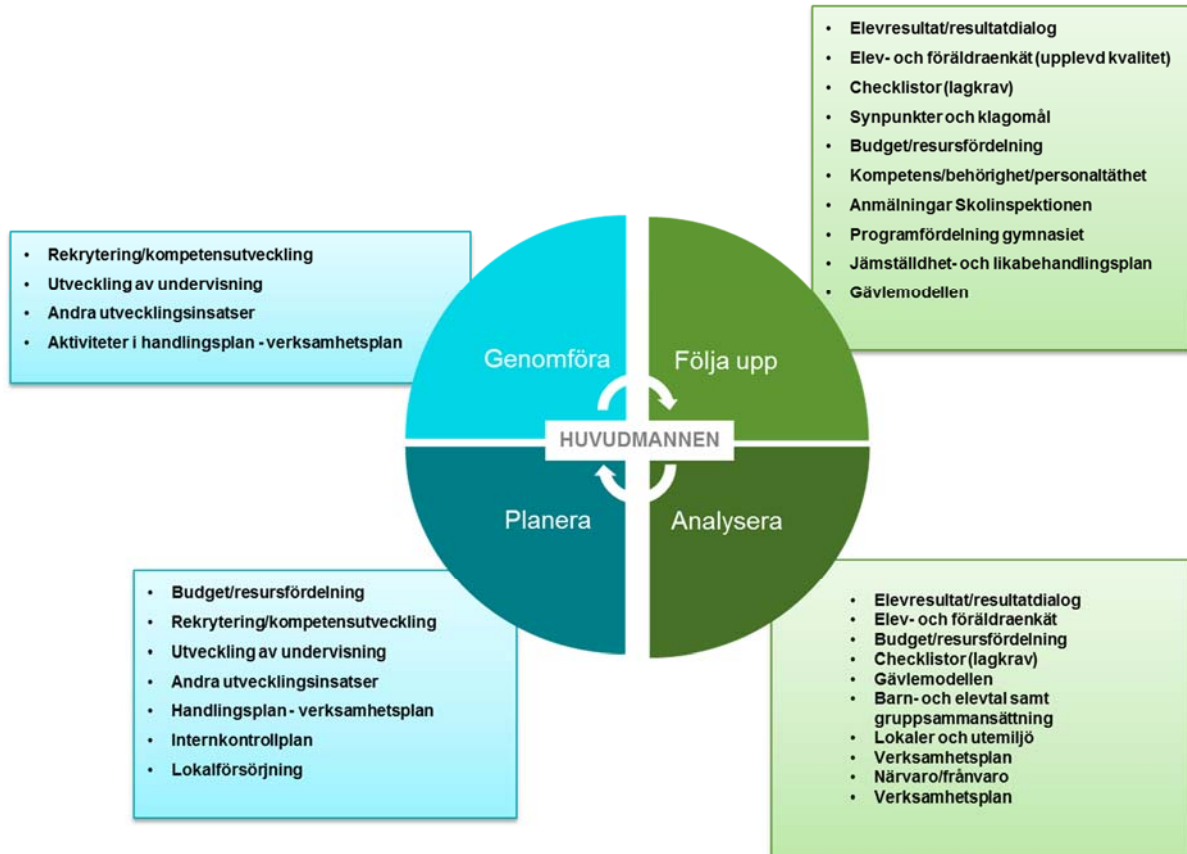 • Elevresultat/resultatdialog
• Elev- och föräldraenkät (upplevd kvalitet)
• Checklistor (lagkrav)
• Synpunkter och klagomål
• Budget/resursfördelning
• Kompetens/behörighet/personaltäthet
• Anmälningar Skolinspektionen
• Programfördelning gymnasiet
• Jämställdhet- och likabehandlingsplan
• Gävlemodellen
• Rekrytering/kompetensutveckling
• Utveckling av undervisning
• Andra utvecklingsinsatser
• Aktiviteter i handlingsplan - verksamhetsplan
Genomföra
Följa upp
HUVUDMANNEN
Planera
Analysera
• Budget/resursfördelning
• Rekrytering/kompetensutveckling
• Utveckling av undervisning
• Andra utvecklingsinsatser
• Handlingsplan - verksamhetsplan
• Internkontrollplan
• Lokalförsörjning
• Elevresultat/resultatdialog
• Elev- och föräldraenkät
• Budget/resursfördelning
• Checklistor (lagkrav)
• Gävlemodellen
• Barn- och elevtal samt
gruppsammansättning
• Lokaler och utemiljö
• Verksamhetsplan
• Närvaro/frånvaro
• Verksamhetsplan